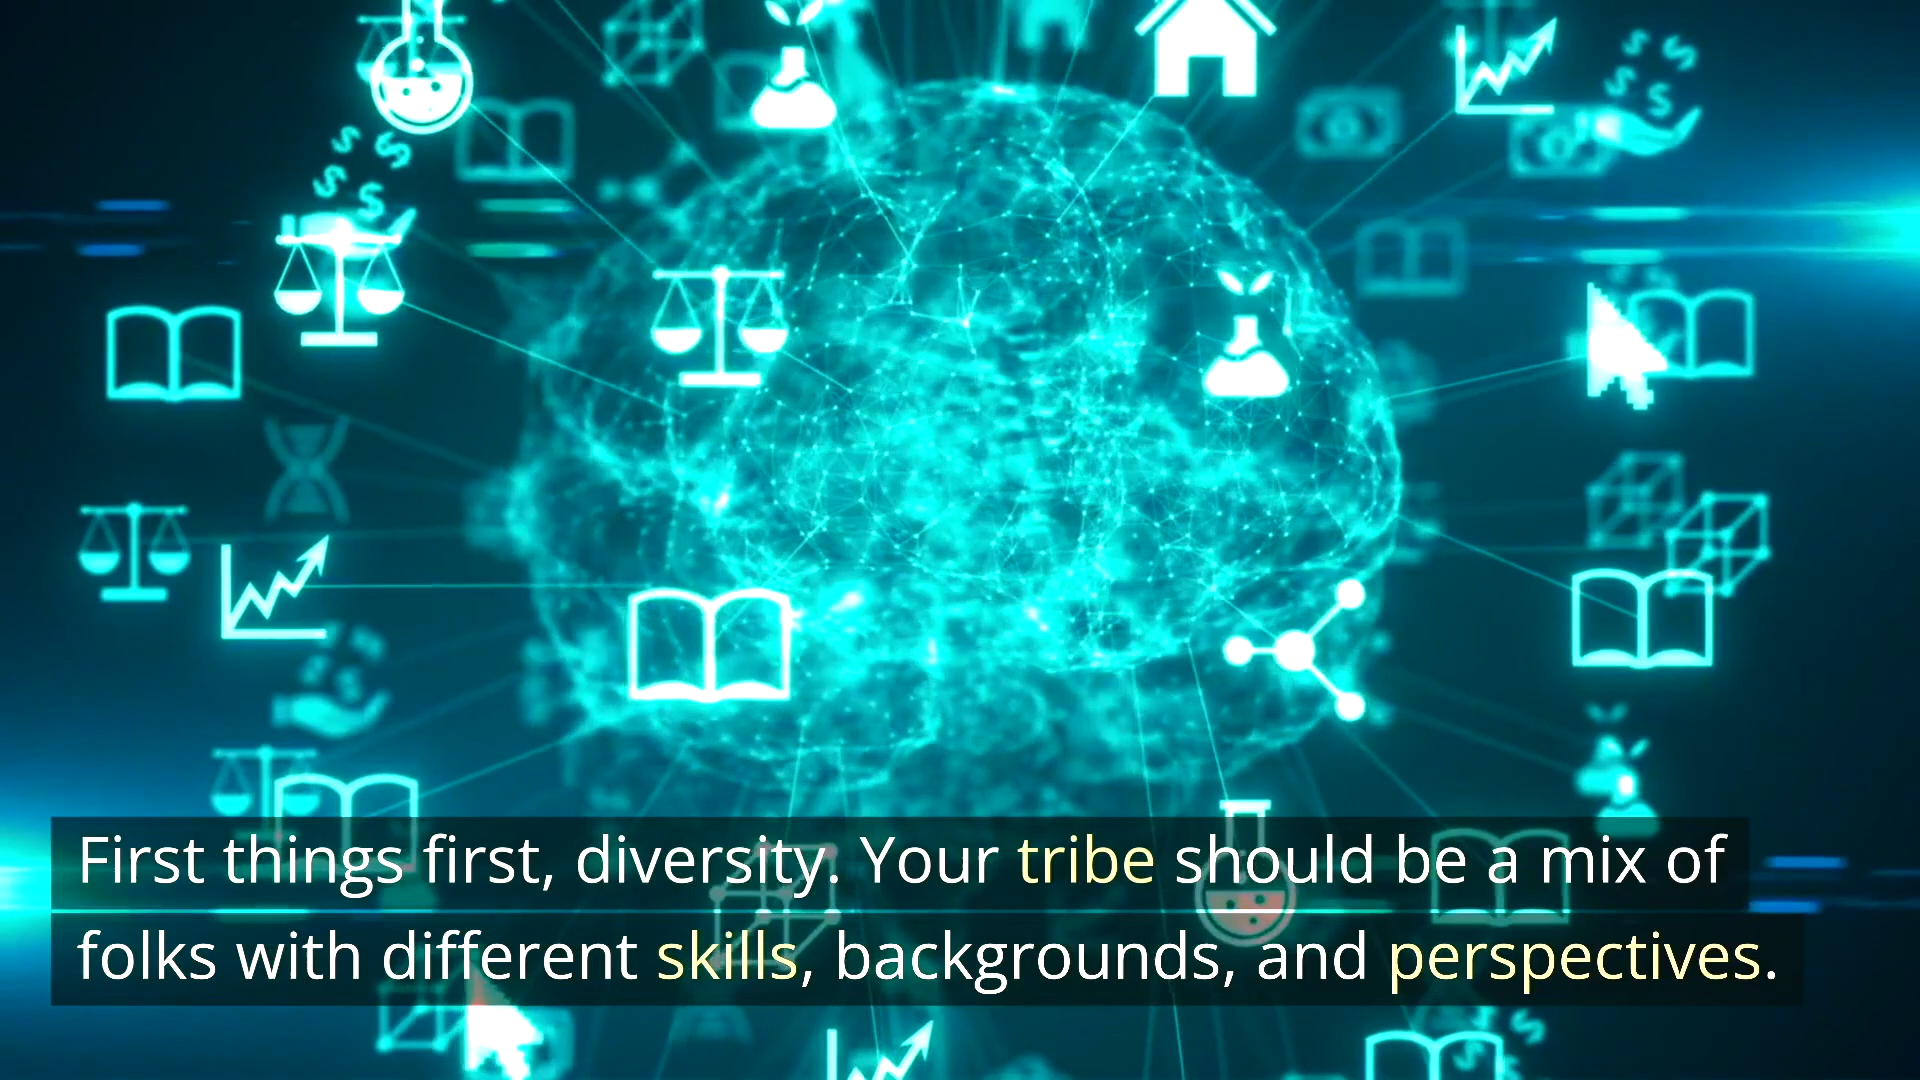 First things first, diversity. Your tribe should be a mix of
folks with different skills, backgrounds, and perspectives.